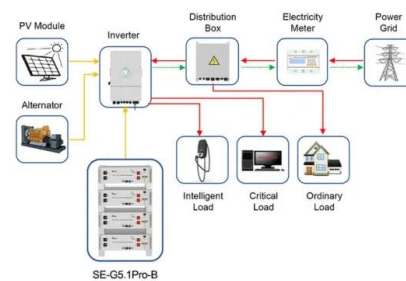 PV Module
Inverter
Distribution
Box
Electricity
Meter
Power
Grid
Alternator
Intelligent
Load
Critical
Load
Ordinary
Load
SE-G5.1Pro-B